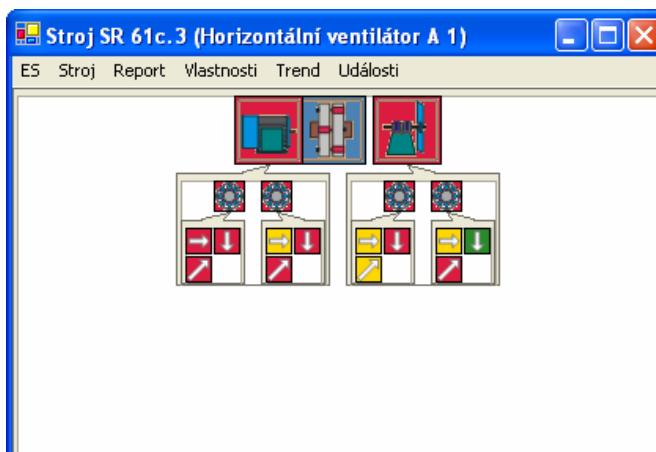 Stroj SR 61c.3 (Horizontální ventilátor A 1)
ES Stroj Report Vlastnosti Trend Události